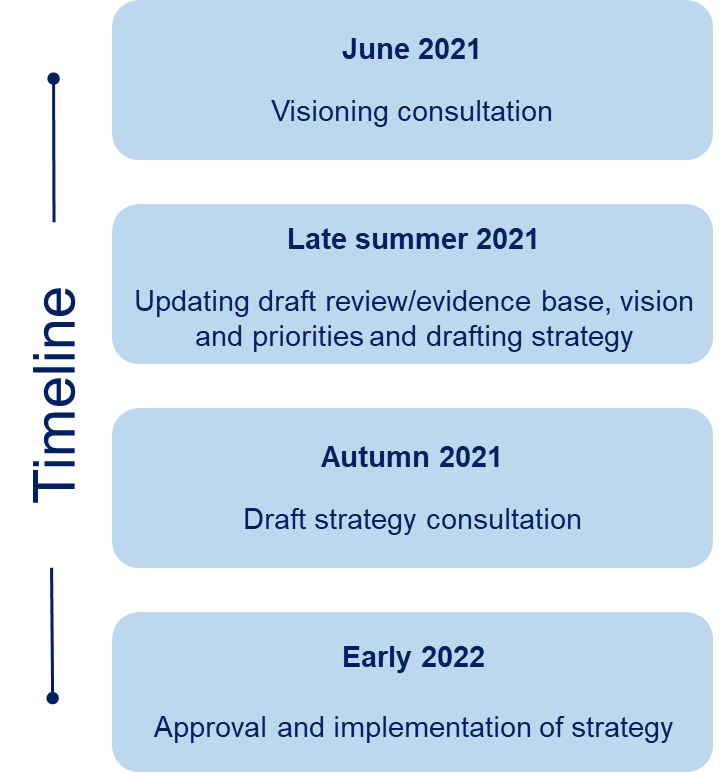 Timeline
June 2021
Visioning consultation
Late summer 2021
Updating draft review/evidence base, vision
and priorities and drafting strategy
Autumn 2021
Draft strategy consultation
Early 2022
Approval and implementation of strategy